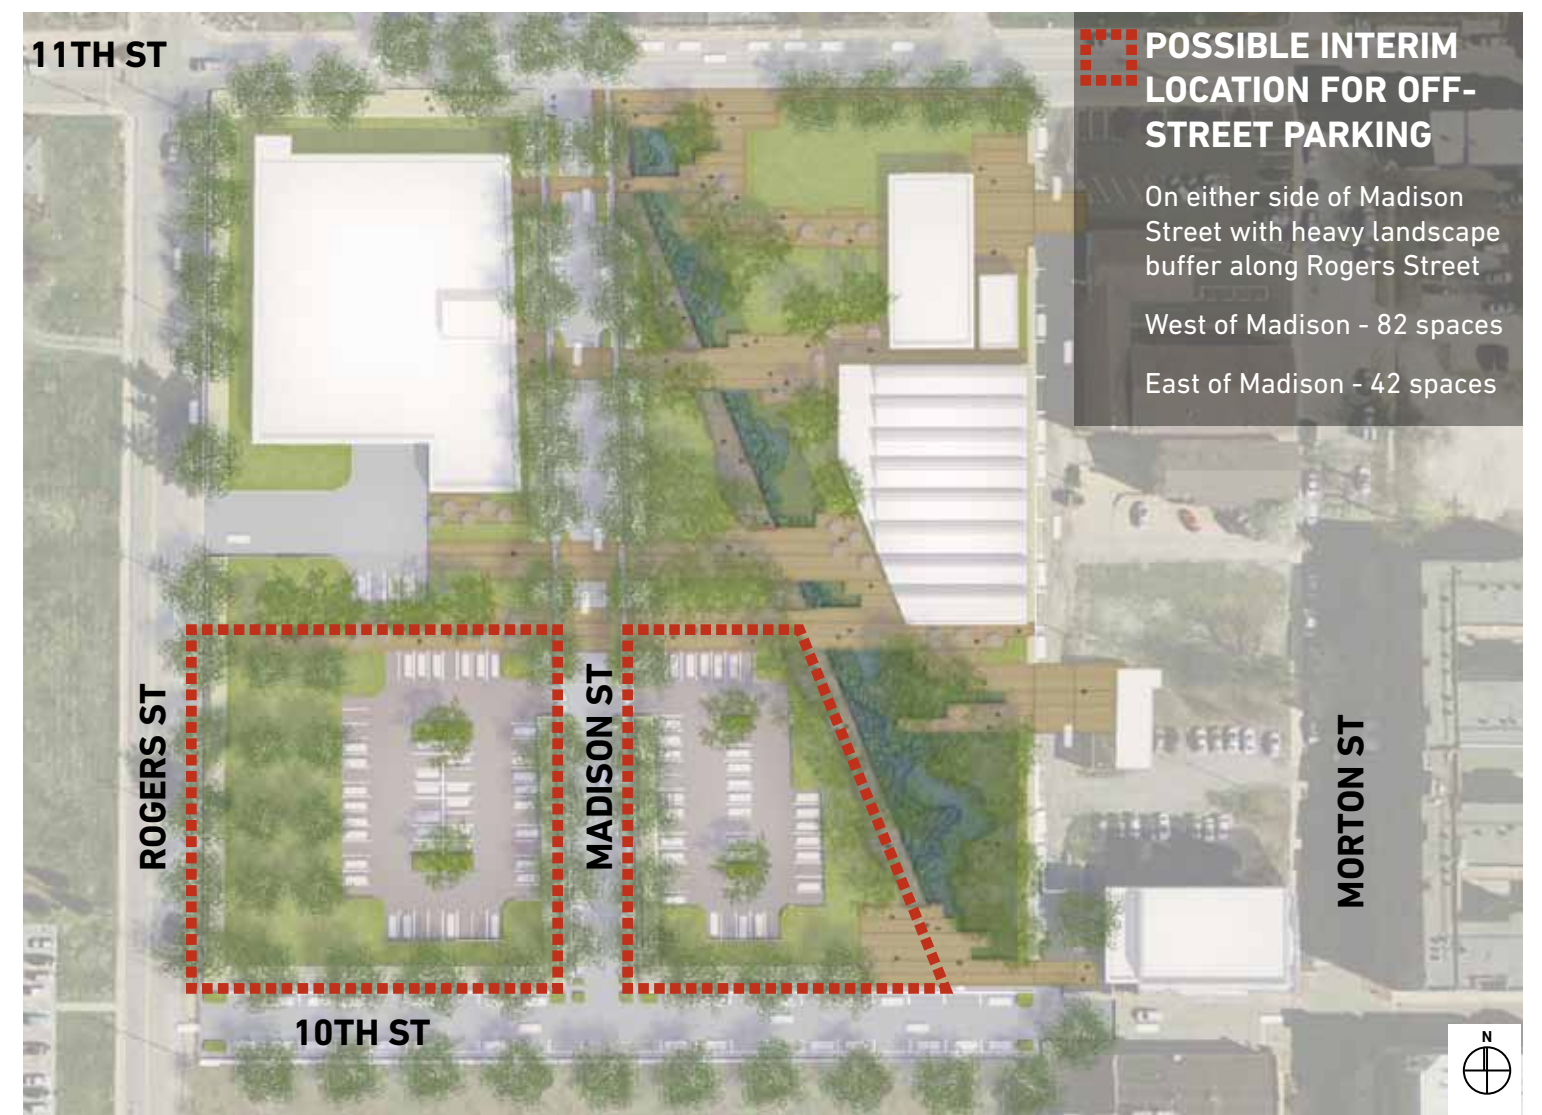 11TH ST
POSSIBLE INTERIM
LOCATION FOR OFF-
STREET PARKING
On either side of Madison
Street with heavy landscape
buffer along Rogers Street
West of Madison - 82 spaces
East of Madison - 42 spaces
ROGERS ST
MADISON ST
MORTON ST
10TH ST
N